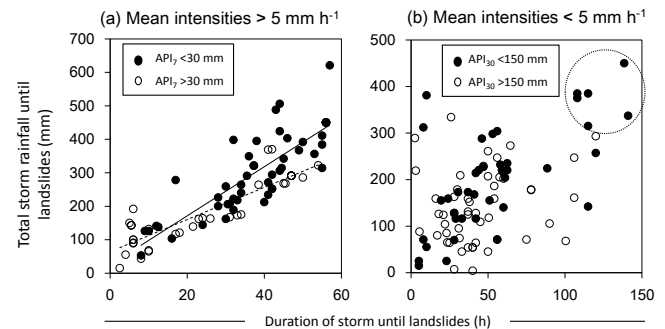 (a) Mean intensities > 5 mm h-1
(b) Mean intensities < 5 mm h-1
Total storm rainfall until
landslides (mm)
700
600
500
400
300
200
100
0
API7 <30 mm
API7 >30 mm
0 20 40 60
500
400
300
200
100
0
API30 <150 mm
API30 >150 mm
0 50 100 150
Duration of storm until landslides (h)